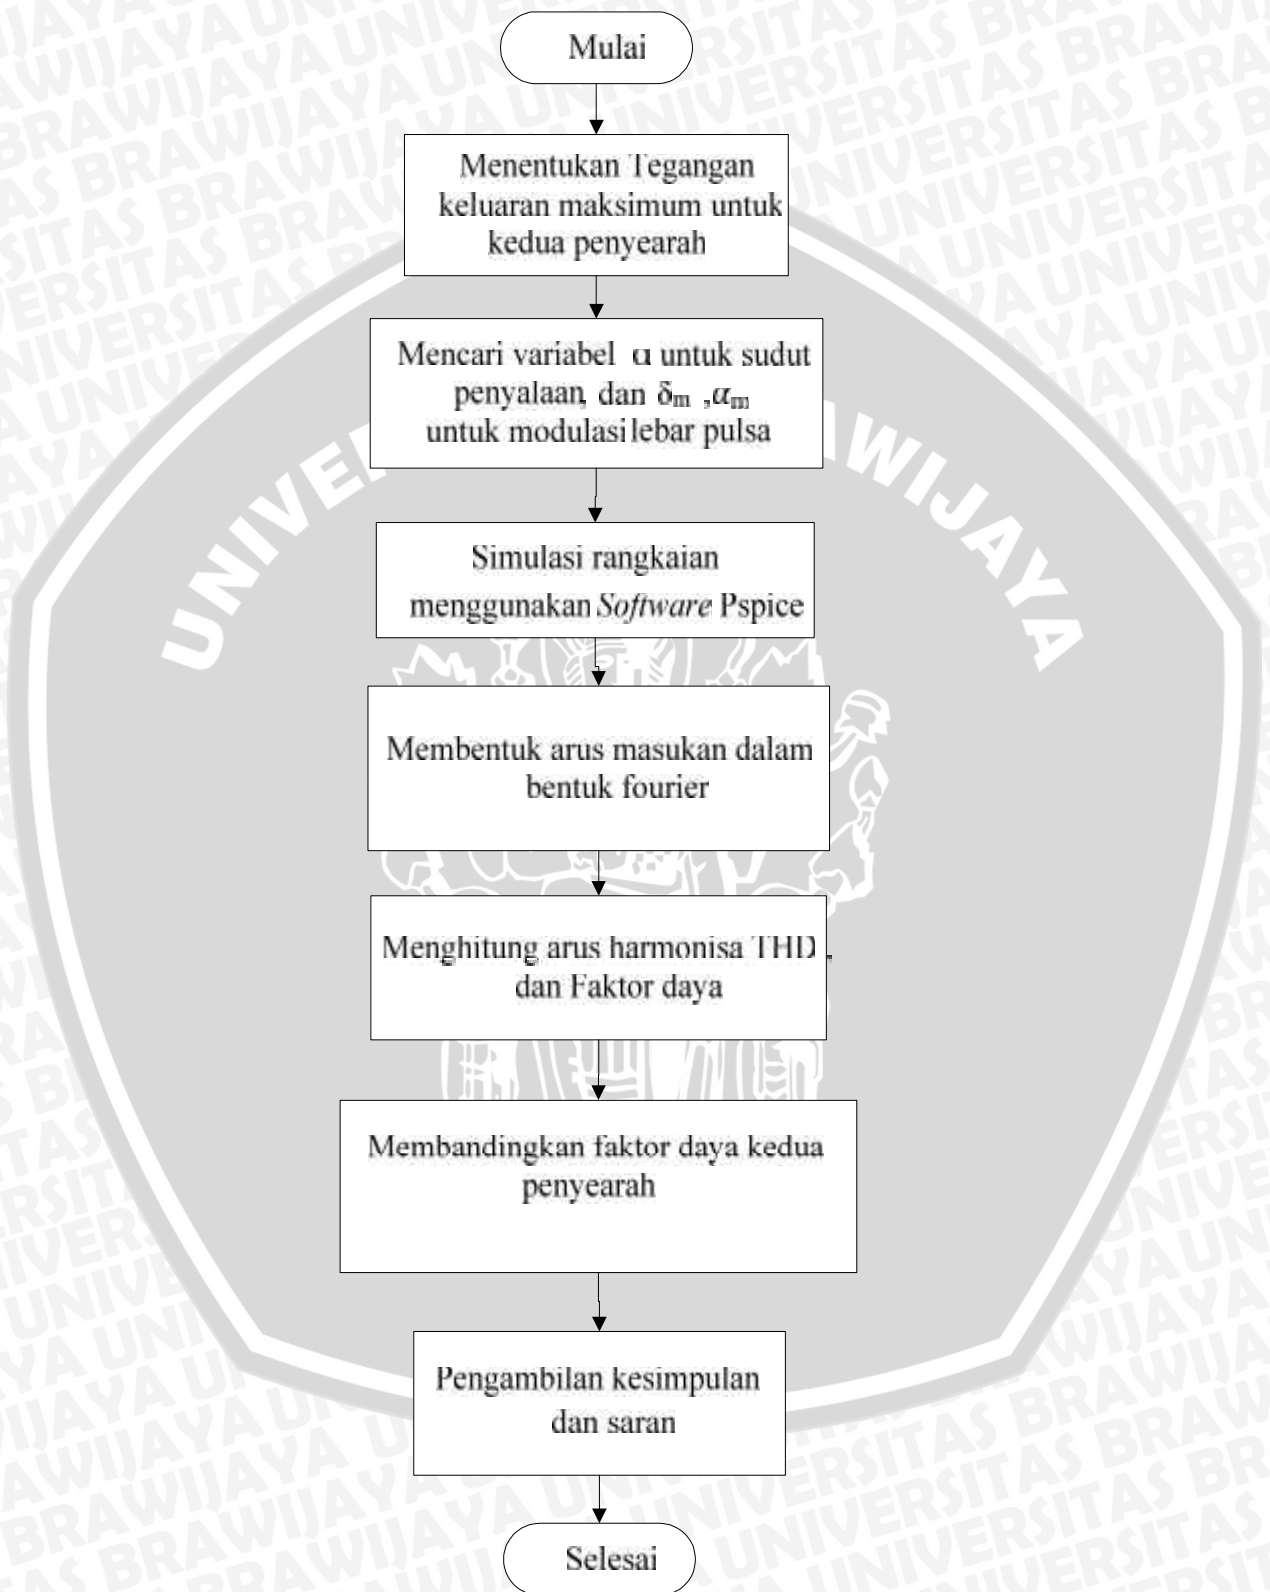 Mulai
Menentukan Tegangan
keluaran maksimum untuk
kedua penyearah
Mencari variabel α untuk sudut
penyalaan, dan δm ,αm
untuk modulasi lebar pulsa
Simulasi rangkaian
menggunakan Software Pspice
Membentuk arus masukan dalam
bentuk fourier
Menghitung arus harmonisa THD,
dan Faktor daya
Membandingkan faktor daya kedua
penyearah
Pengambilan kesimpulan
dan saran
Selesai